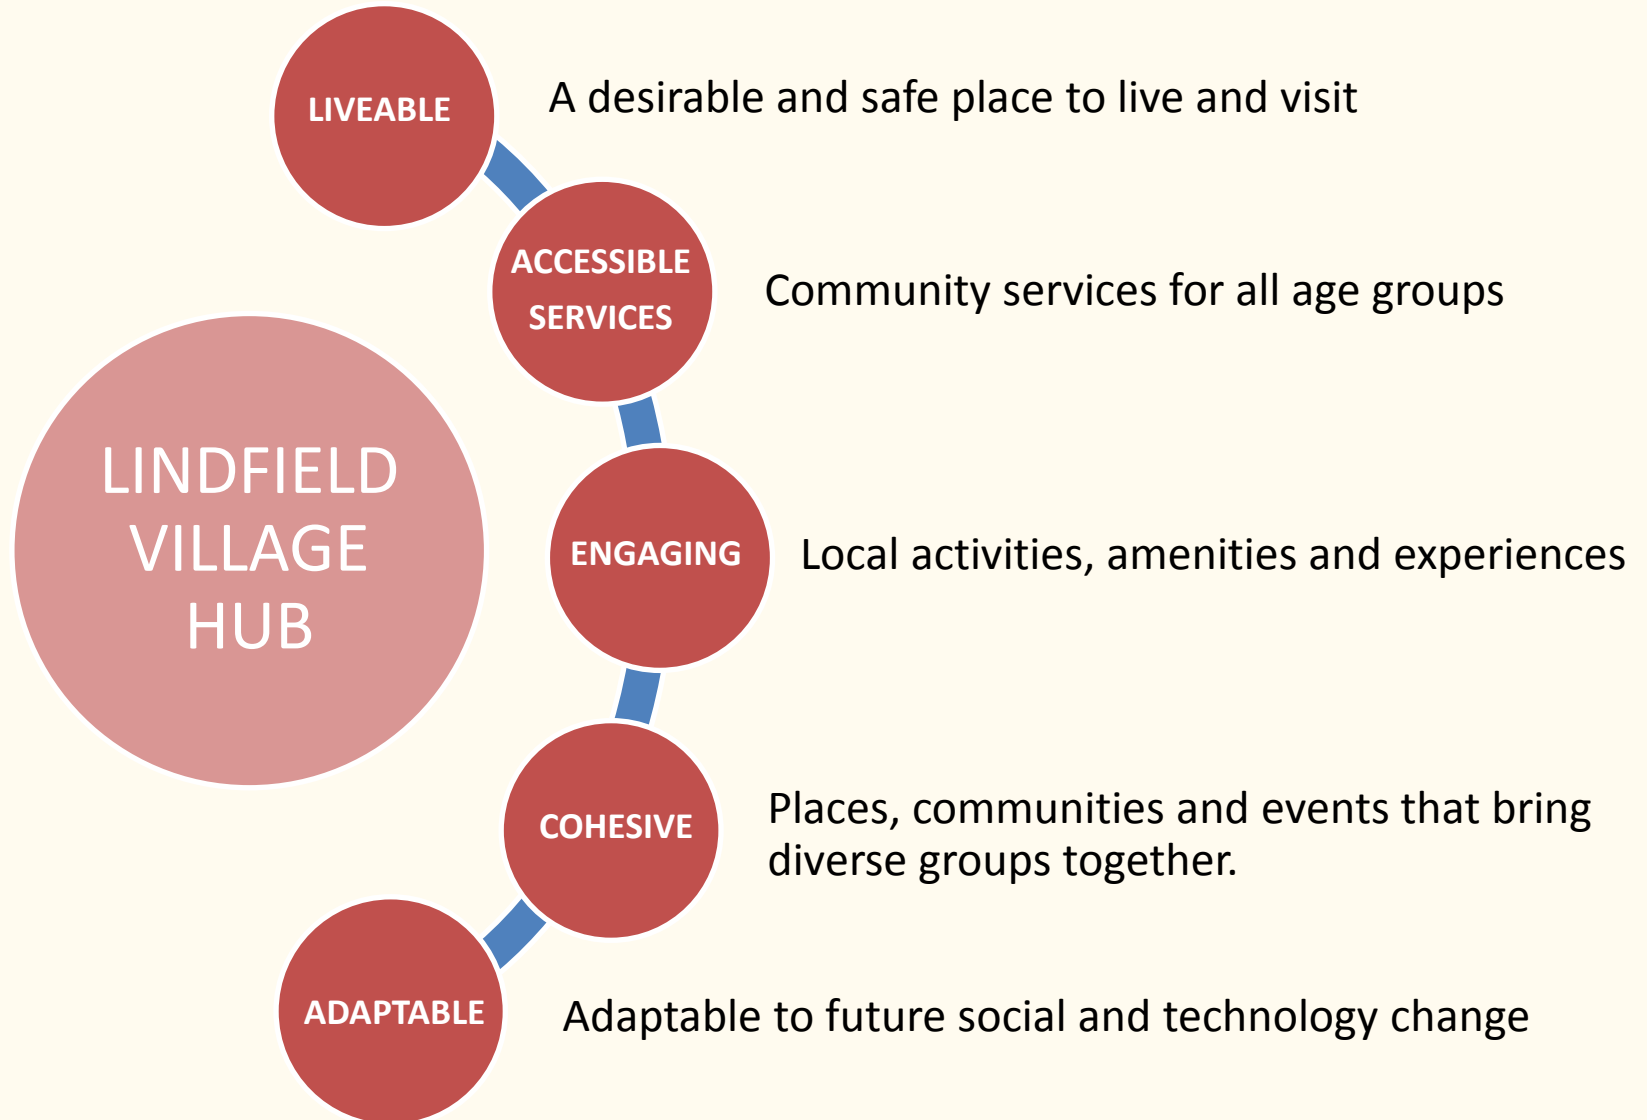 LIVEABLE
A desirable and safe place to live and visit
ACCESSIBLE
SERVICES
Community services for all age groups
LINDFIELD
VILLAGE
HUB
ENGAGING
Local activities, amenities and experiences
COHESIVE
Places, communities and events that bring
diverse groups together.
ADAPTABLE
Adaptable to future social and technology change